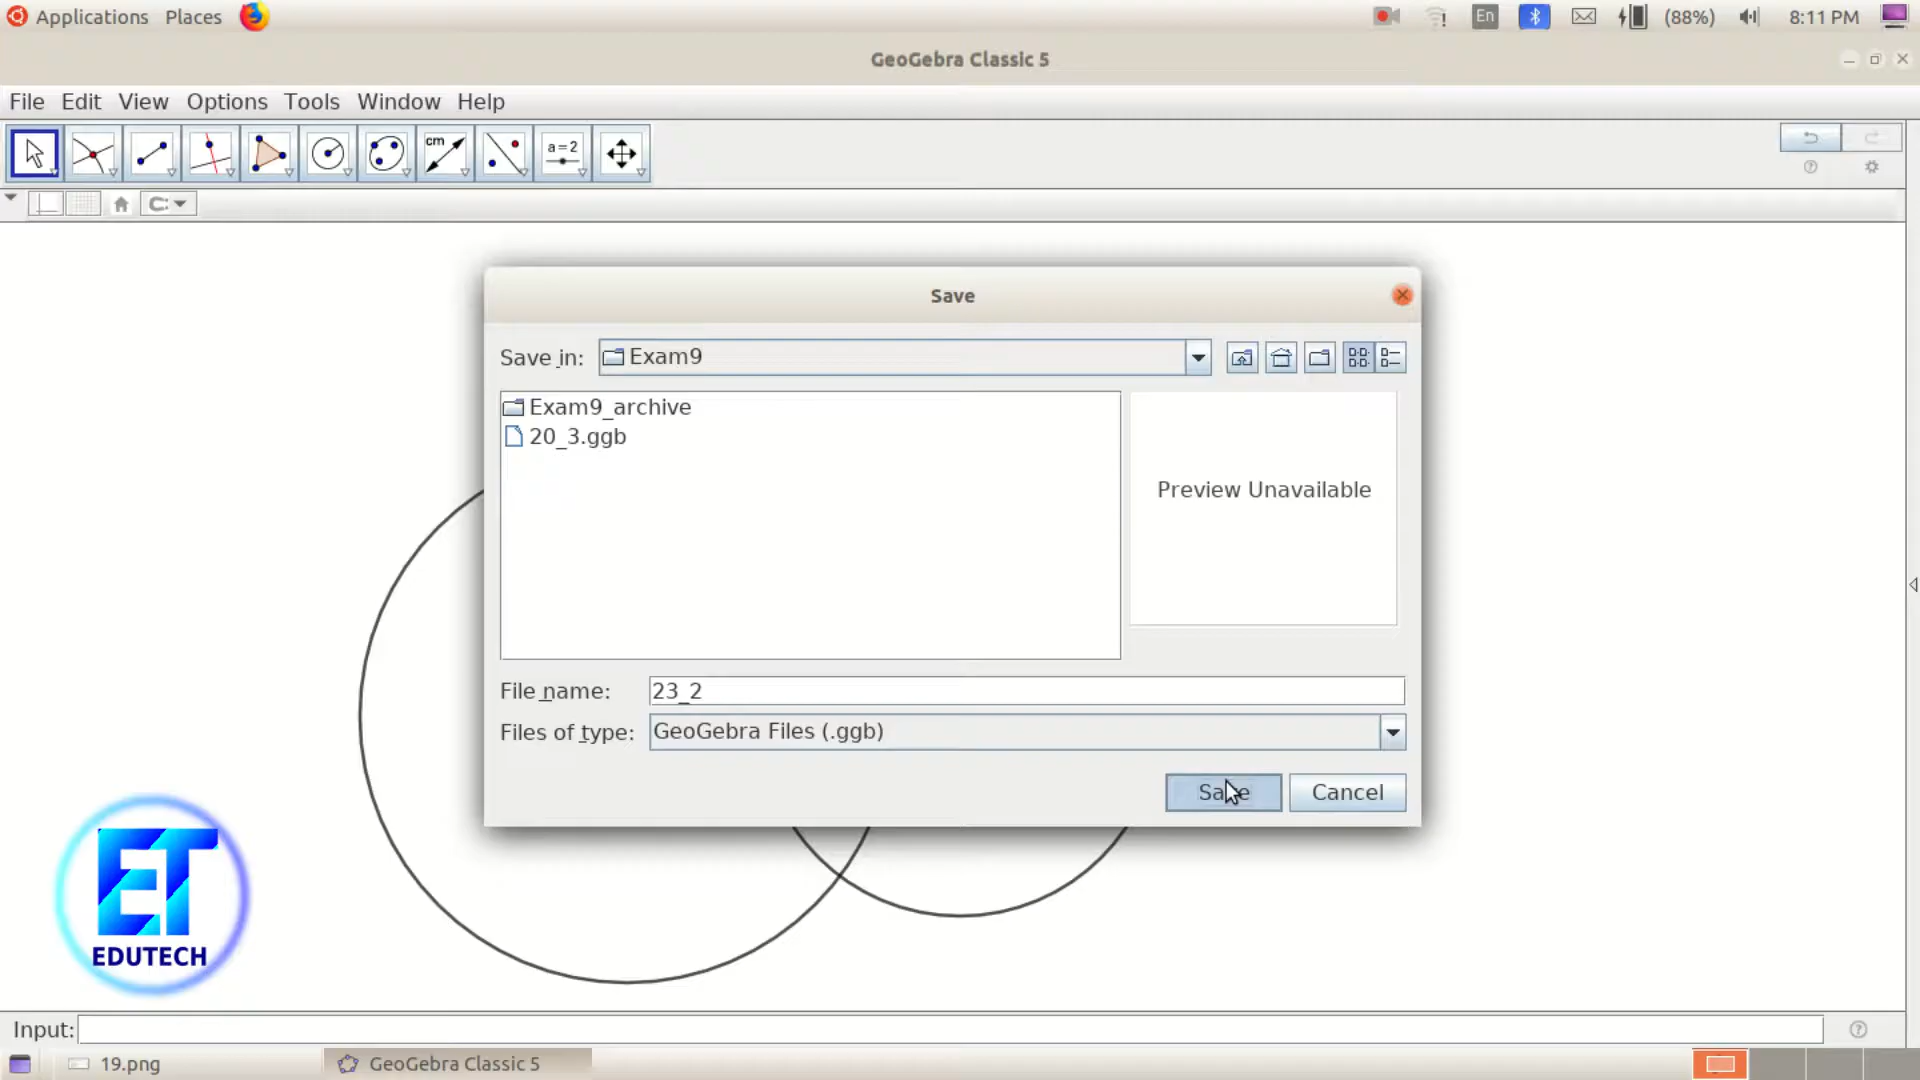 Applications Places En (88%) 8:11 PM
GeoGebra Classic 5
File Edit View Options Tools Window Help
cm a=2
Save
Save in: Exam9
Exam9_archive
20_3.ggb
Preview Unavailable
File name: 23_2
Files of type: GeoGebra Files (.ggb)
Save Cancel
ET
EDUTECH
Input:
19.png GeoGebra Classic 5